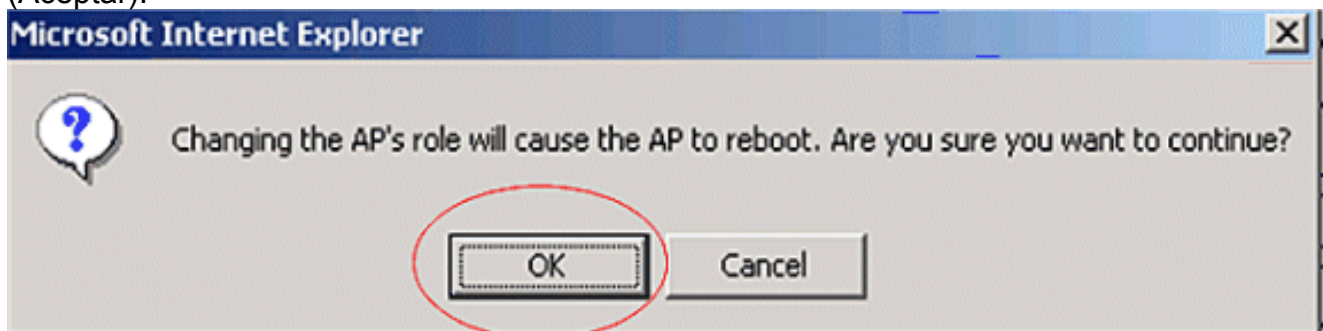 (Aceptar).
Microsoft Internet Explorer
Changing the AP's role will cause the AP to reboot. Are you sure you want to continue?
OK
Cancel